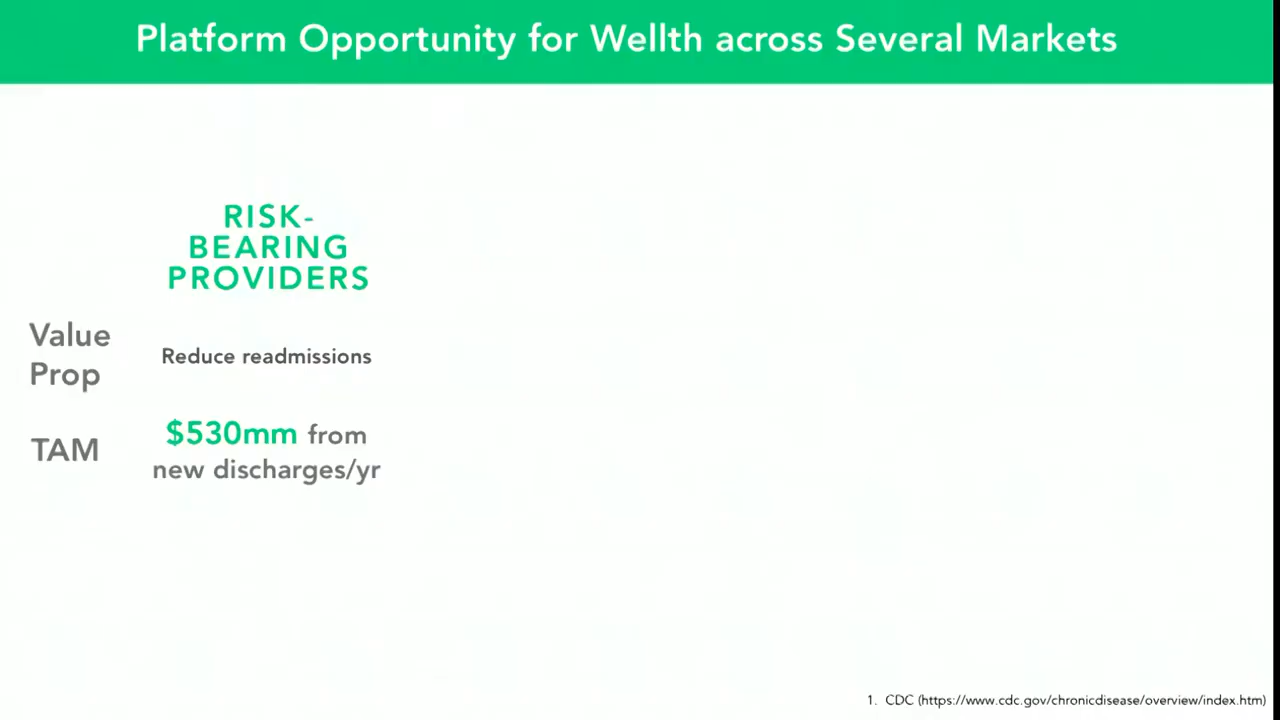 Platform Opportunity for Wellth across Several Markets
RISK-
BEARING
PROVIDERS
Value
Prop
Reduce readmissions
TAM
$530mm from
new discharges/yr
1. CDC (https://www.cdc.gov/chronicdisease/overview/index.htm)